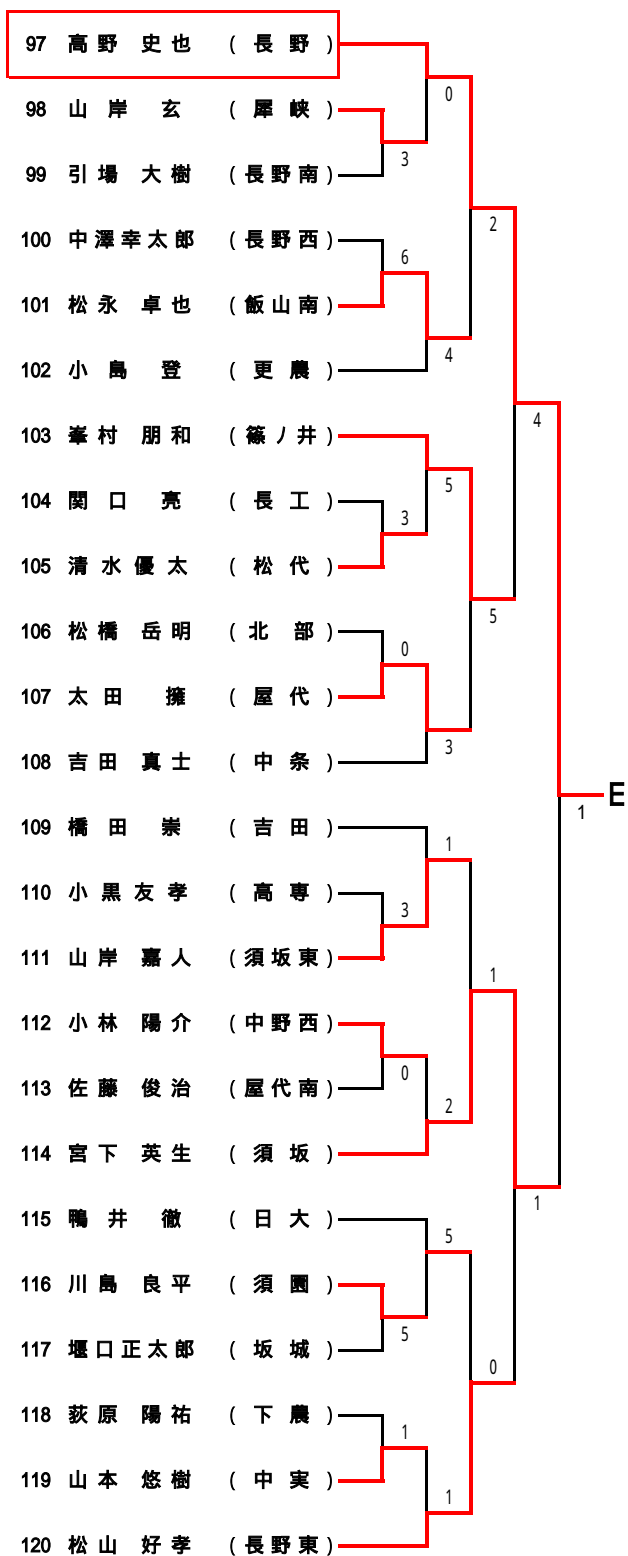 97 高野 史也 (長野)
0
98 山岸 玄 (犀峡)
3
99 引場 大樹 (長野南)
2
100 中澤幸太郎 (長野西)
6
101 松永 卓也 (飯山南)
4
102 小島 登 (更農)
4
103 峯村 朋和 (篠ノ井)
5
104 関口 亮 (長工)
3
105 清水優太 (松代)
5
106 松橋 岳明 (北部)
0
107 太田 擁 (屋代)
3
108 吉田 真士 (中条)
E
1
109 橋田 崇 (吉田)
1
110 小黒友孝 (高専)
3
111 山岸 嘉人 (須坂東)
1
112 小林 陽介 (中野西)
0
113 佐藤 俊治 (屋代南)
2
114 宮下 英生 (須坂)
1
115 鴨井 徹 (日大)
5
116 川島 良平 (須園)
5
117 堰口正太郎 (坂城)
0
118 荻原 陽祐 (下農)
1
119 山本 悠樹 (中実)
1
120 松山 好孝 (長野東)